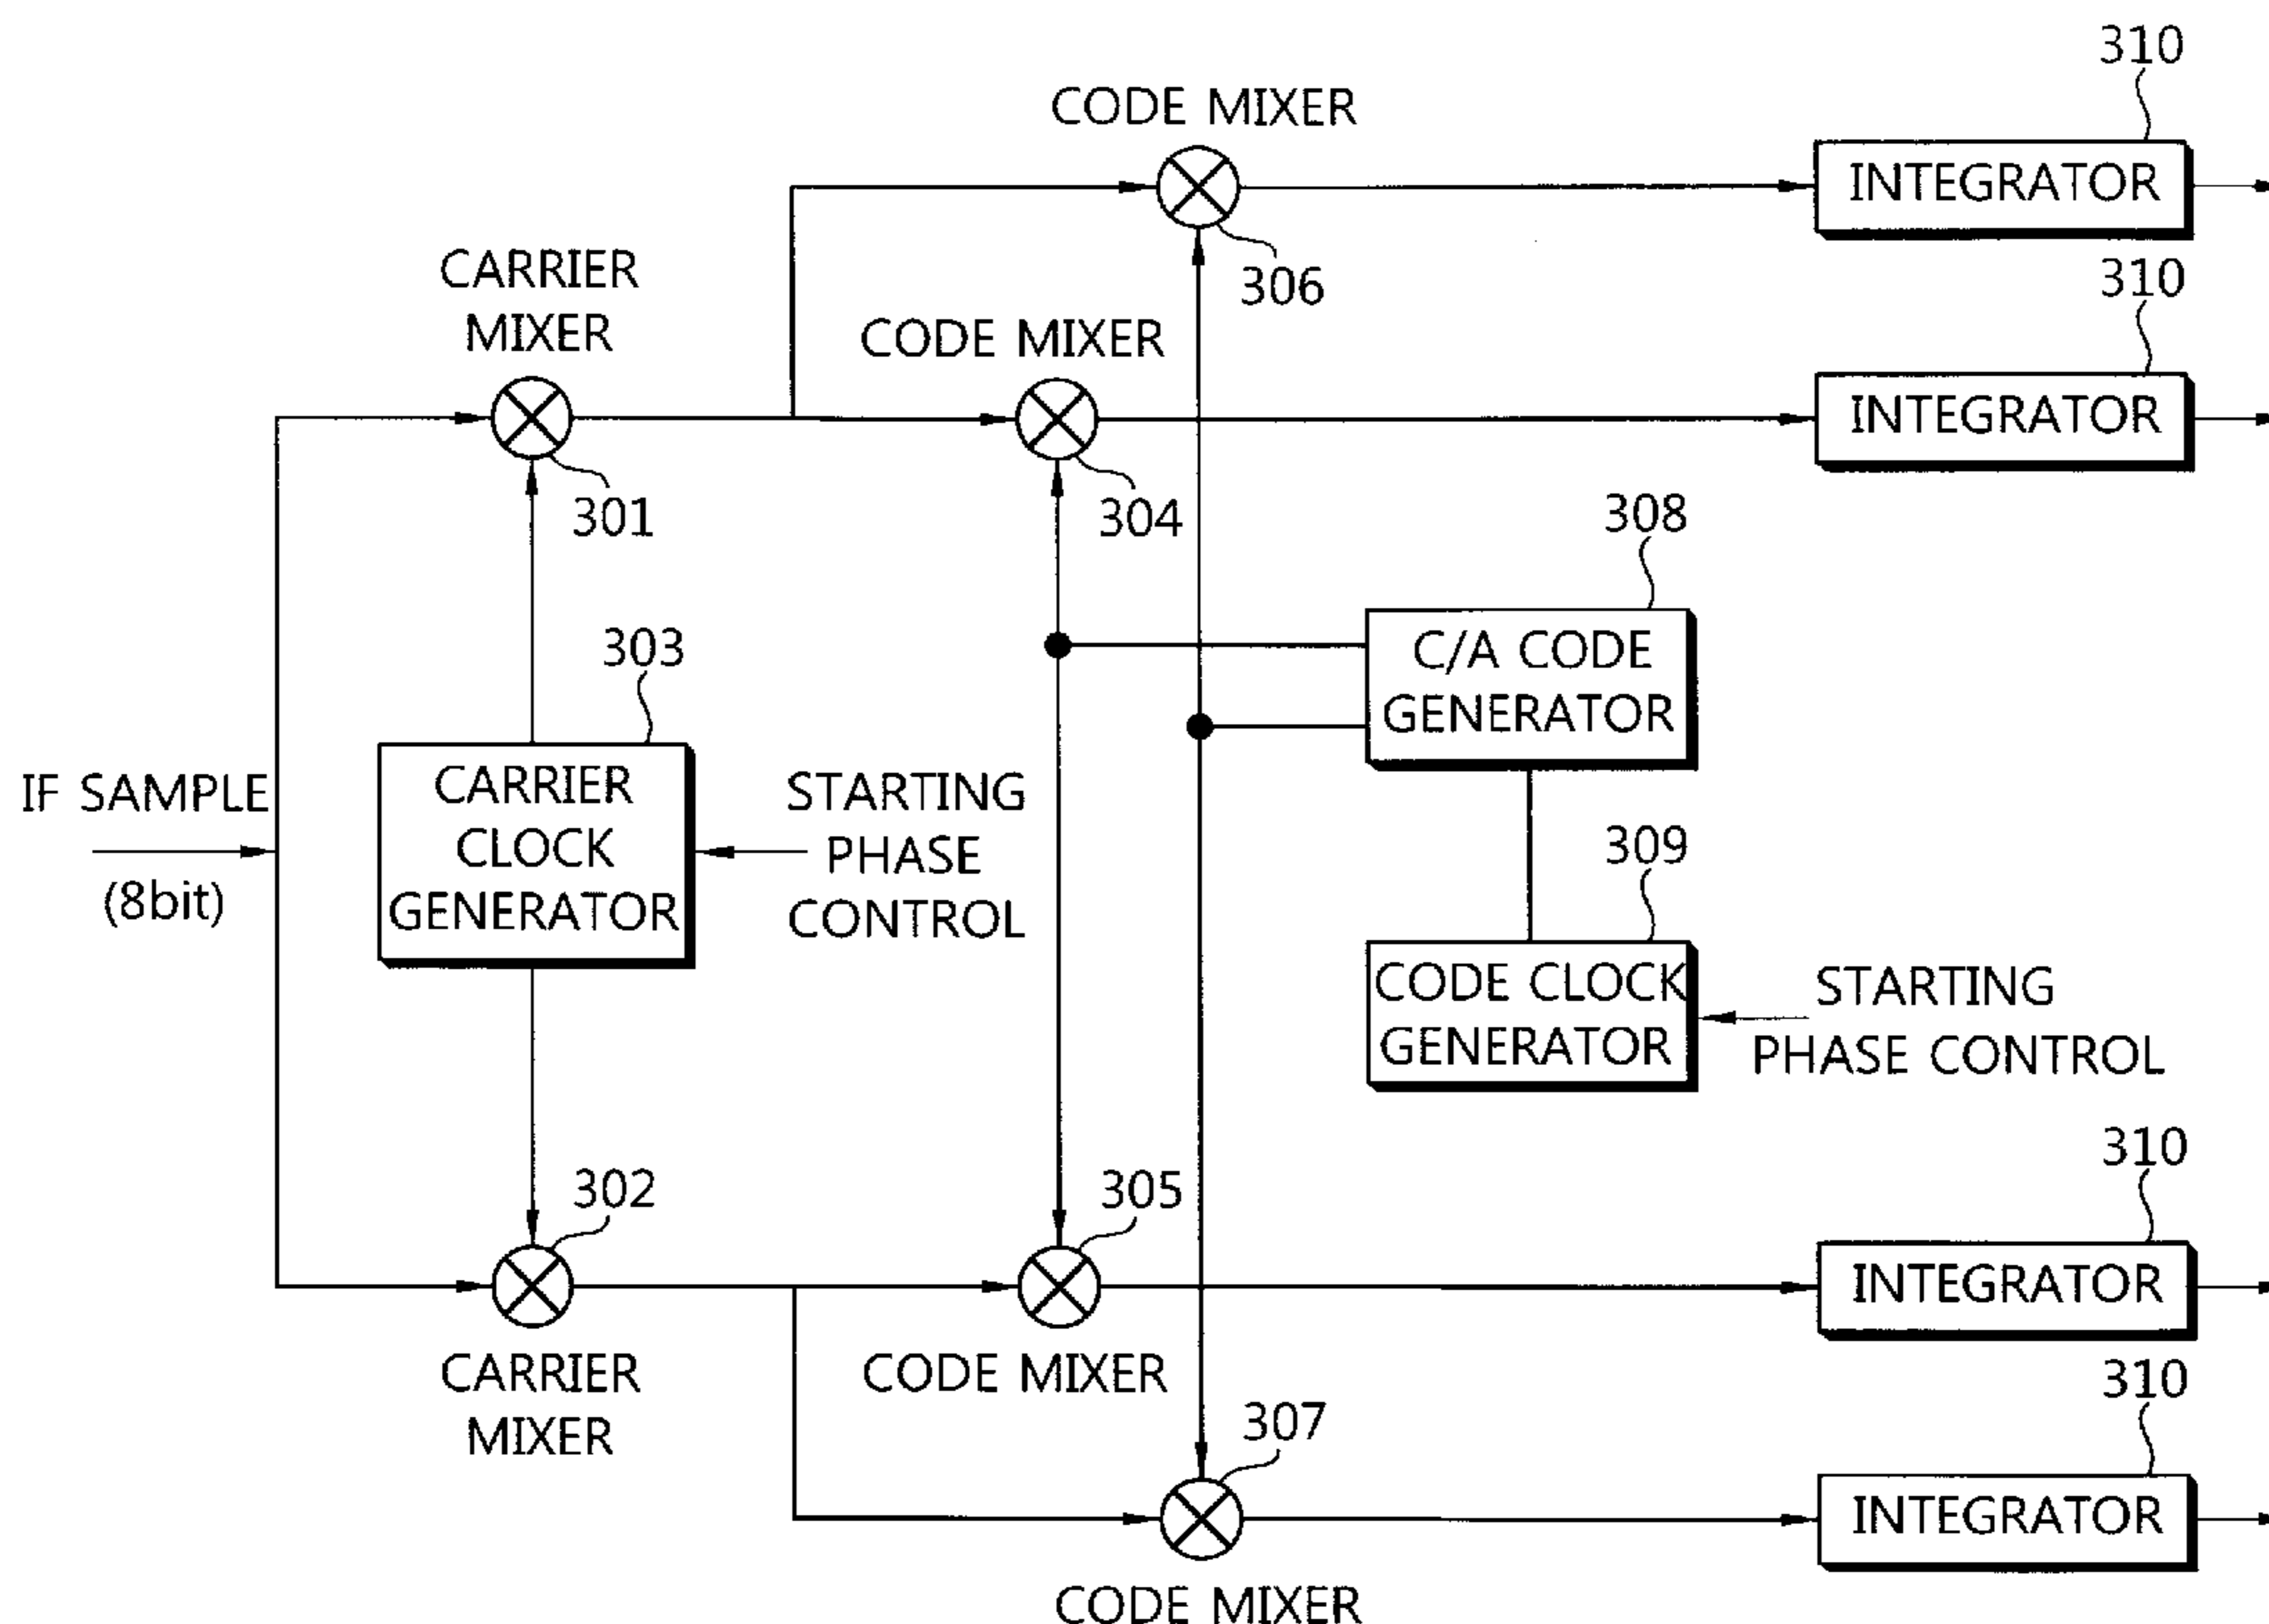 310
CODE MIXER
INTEGRATOR
306
CARRIER
MIXER
310
CODE MIXER
INTEGRATOR
301
304
308
303
C/A CODE
GENERATOR
IF SAMPLE
(8bit)
CARRIER
CLOCK
GENERATOR
STARTING
PHASE
CONTROL
309
CODE CLOCK
GENERATOR
STARTING
PHASE CONTROL
302
305
310
INTEGRATOR
CARRIER
MIXER
CODE MIXER
307
310
INTEGRATOR
CODE MIXER